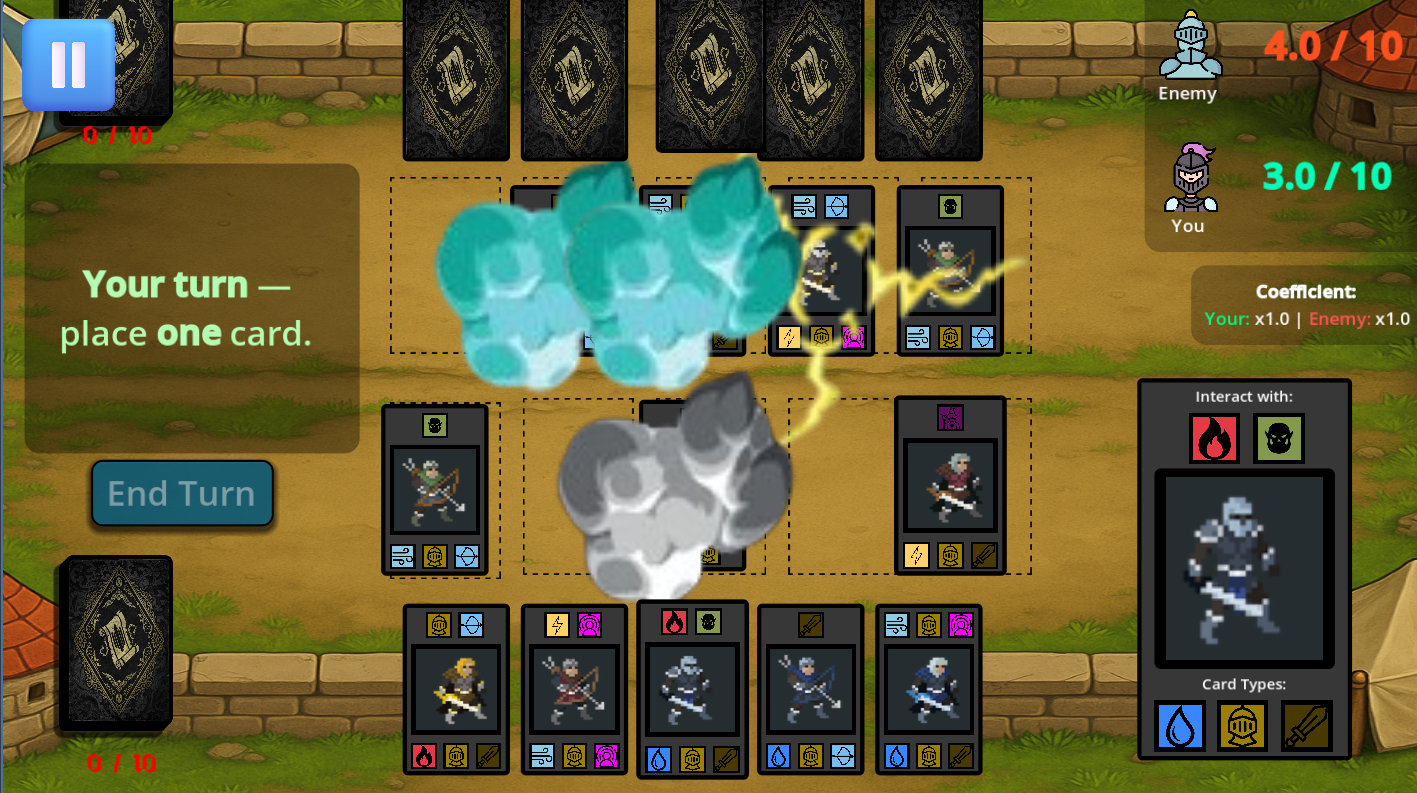 0 / 10
4.0 / 10
Enemy
3.0 / 10
You
Your turn —
place one card.
Coefficient:
Your: x1.0 | Enemy: x1.0
End Turn
Interact with:
Card Types:
0 / 10